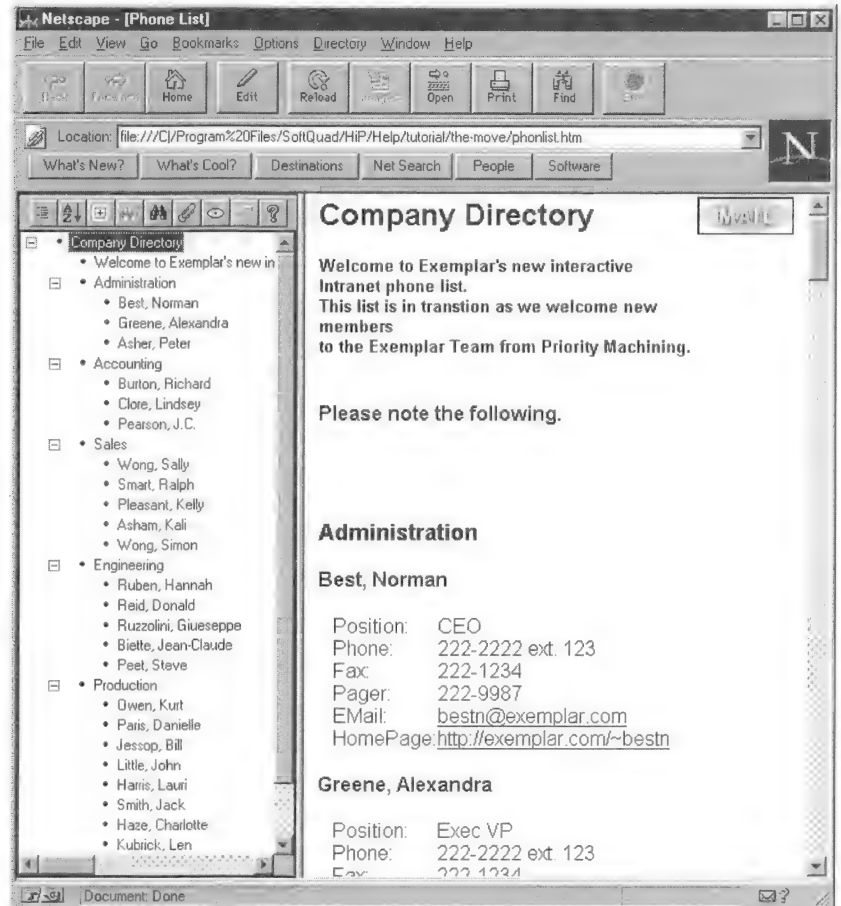 Netscape - [Phone List]
File Edit View Go Bookmarks Options Directory Window Help
Back Forward Home Edit Reload Images Open Print Find Stop
Location: file:///C|/Program%20Files/SoftQuad/HiP/Help/tutorial/the-move/phonlist.htm
N
What's New? What's Cool? Destinations Net Search People Software
Company Directory
Welcome to Exemplar's new in
Administration
Best, Norman
Greene, Alexandra
Asher, Peter
Accounting
Burton, Richard
Clore, Lindsey
Pearson, J.C.
Sales
Wong, Sally
Smart, Ralph
Pleasant, Kelly
Asham, Kali
Wong, Simon
Engineering
Ruben, Hannah
Reid, Donald
Ruzzolini, Giueseppe
Biette, Jean-Claude
Peet, Steve
Production
Owen, Kurt
Paris, Danielle
Jessop, Bill
Little, John
Harris, Lauri
Smith, Jack
Haze, Charlotte
Kubrick, Len
Company Directory
Welcome to Exemplar's new interactive
Intranet phone list.
This list is in transtion as we welcome new
members
to the Exemplar Team from Priority Machining.
Please note the following.
Administration
Best, Norman
Position: CEO
Phone: 222-2222 ext. 123
Fax: 222-1234
Pager: 222-9987
EMail: bestn@exemplar.com
HomePage: http://exemplar.com/~bestn
Greene, Alexandra
Position: Exec VP
Phone: 222-2222 ext. 123
Fax: 222-1234
Document: Done